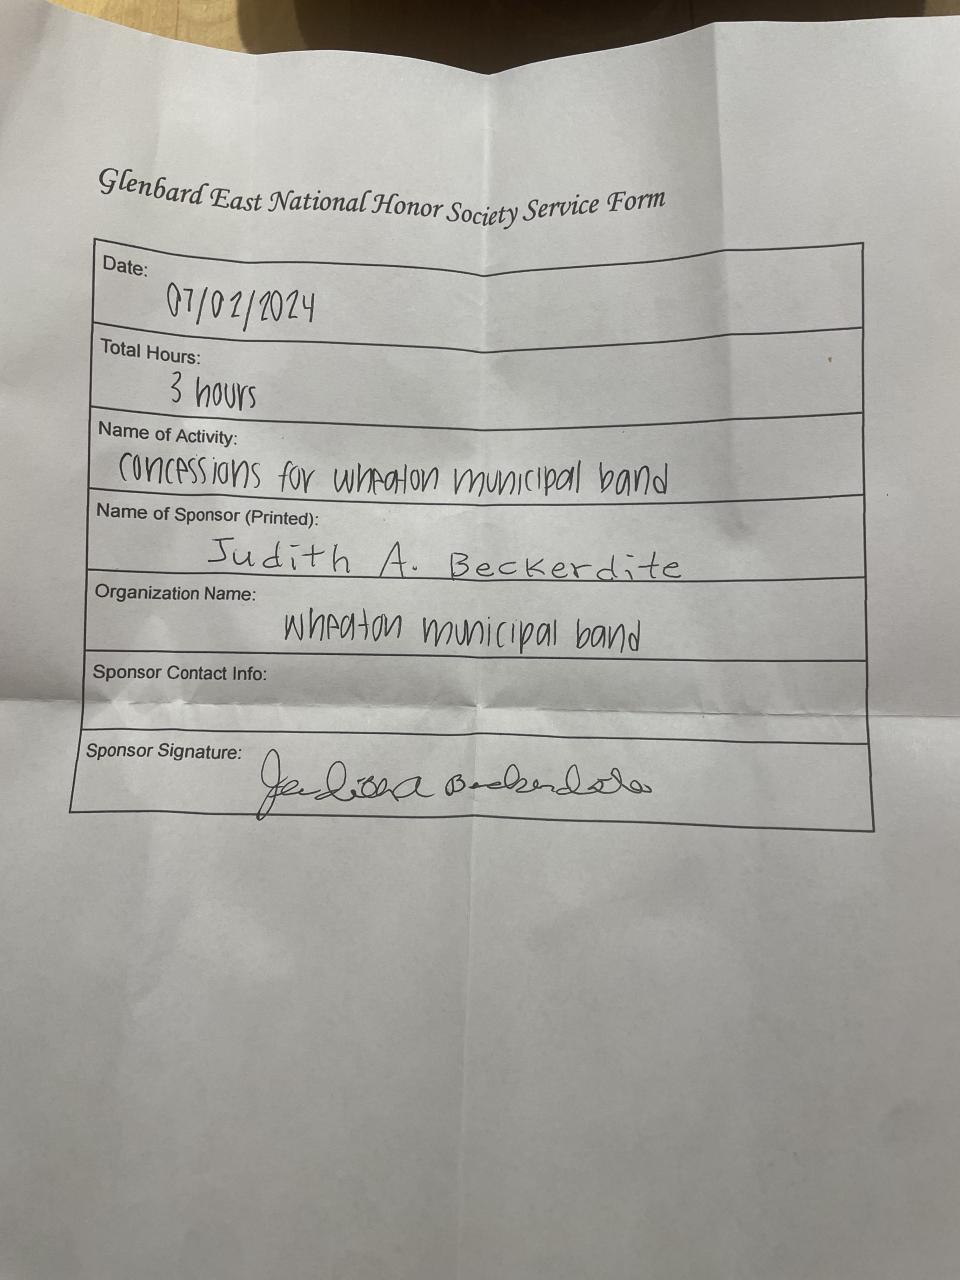 Glenbard East National Honor Society Service Form
Date:
07/02/2024
Total Hours:
3 hours
Name of Activity:
concessions for wheaton municipal band
Name of Sponsor (Printed):
Judith A. Beckerdite
Organization Name:
wheaton municipal band
Sponsor Contact Info:
Sponsor Signature:
Judith A Beckerdite